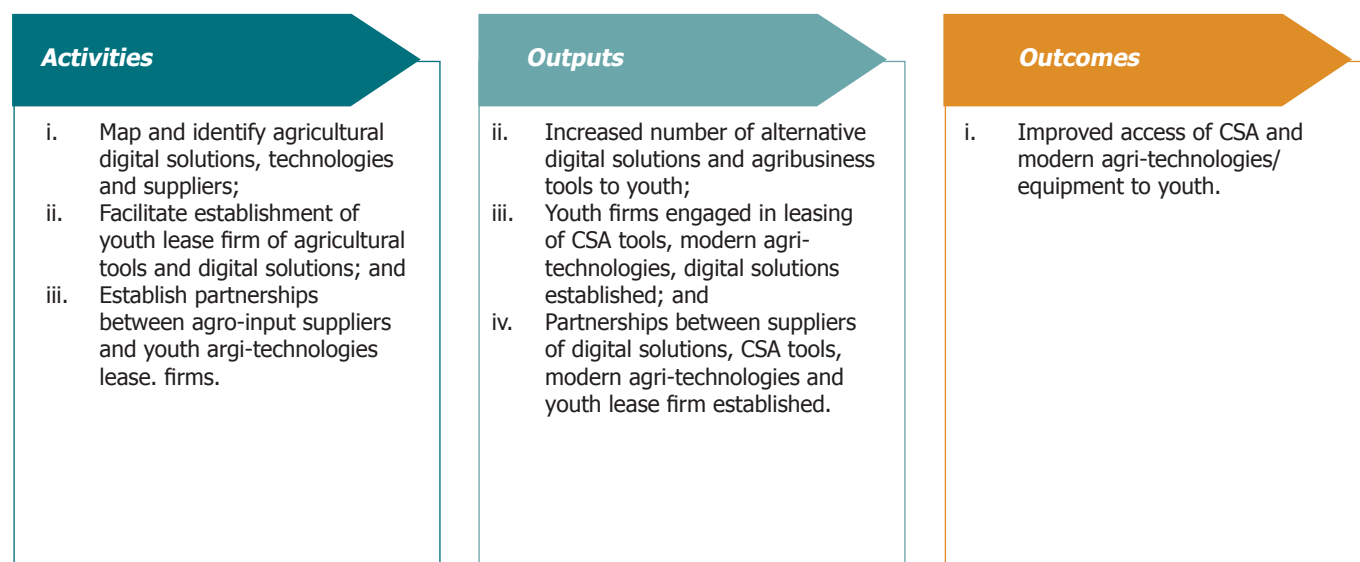 Activities
i. Map and identify agricultural
digital solutions, technologies
and suppliers;
ii. Facilitate establishment of
youth lease firm of agricultural
tools and digital solutions; and
iii. Establish partnerships
between agro-input suppliers
and youth argi-technologies
lease. firms.
Outputs
ii. Increased number of alternative
digital solutions and agribusiness
tools to youth;
iii. Youth firms engaged in leasing
of CSA tools, modern agri-
technologies, digital solutions
established; and
iv. Partnerships between suppliers
of digital solutions, CSA tools,
modern agri-technologies and
youth lease firm established.
Outcomes
i. Improved access of CSA and
modern agri-technologies/
equipment to youth.